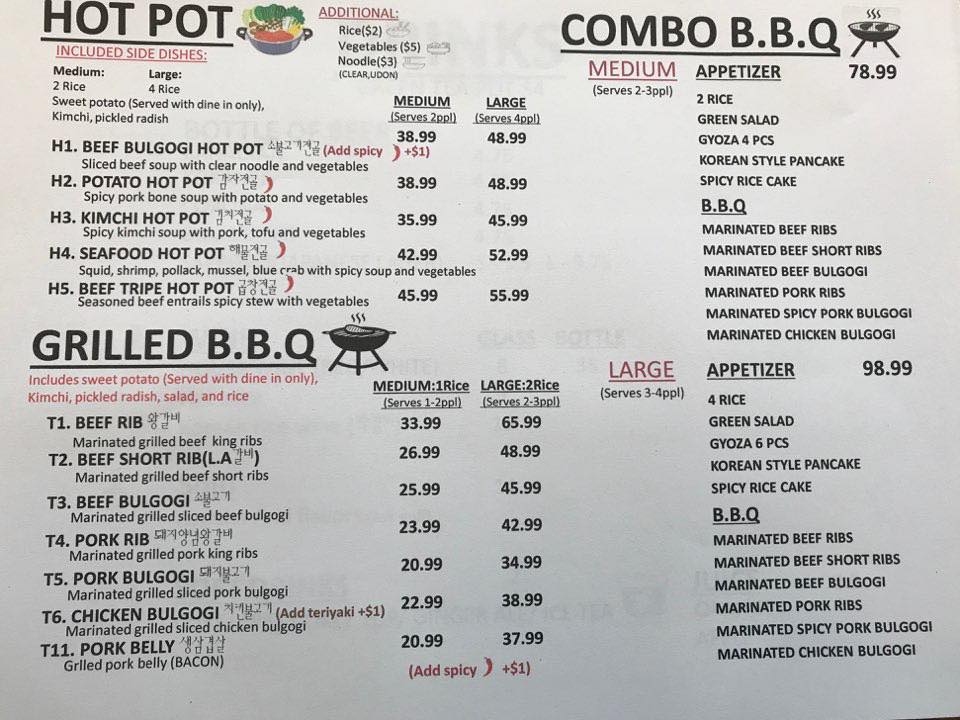 HOT POT
INCLUDED SIDE DISHES:
Medium: Large:
2 Rice 4 Rice
Sweet potato (Served with dine in only),
Kimchi, pickled radish
ADDITIONAL:
Rice($2)
Vegetables ($5)
Noodle($3)
(CLEAR,UDON)
MEDIUM LARGE
(Serves 2ppl) (Serves 4ppl)
H1. BEEF BULGOGI HOT POT 소불고기전골 (Add spicy +$1) 38.99 48.99
Sliced beef soup with clear noodle and vegetables
H2. POTATO HOT POT 감자전골 38.99 48.99
Spicy pork bone soup with potato and vegetables
H3. KIMCHI HOT POT 김치전골 35.99 45.99
Spicy kimchi soup with pork, tofu and vegetables
H4. SEAFOOD HOT POT 해물전골 42.99 52.99
Squid, shrimp, pollack, mussel, blue crab with spicy soup and vegetables
H5. BEEF TRIPE HOT POT 곱창전골 45.99 55.99
Seasoned beef entrails spicy stew with vegetables
GRILLED B.B.Q
Includes sweet potato (Served with dine in only),
Kimchi, pickled radish, salad, and rice
MEDIUM:1Rice LARGE:2Rice
(Serves 1-2ppl) (Serves 2-3ppl)
T1. BEEF RIB 왕갈비 33.99 65.99
Marinated grilled beef king ribs
T2. BEEF SHORT RIB(L.A갈비) 26.99 48.99
Marinated grilled beef short ribs
T3. BEEF BULGOGI 소불고기 25.99 45.99
Marinated grilled sliced beef bulgogi
T4. PORK RIB 돼지양념왕갈비 23.99 42.99
Marinated grilled pork king ribs
T5. PORK BULGOGI 돼지불고기 20.99 34.99
Marinated grilled sliced pork bulgogi
T6. CHICKEN BULGOGI 치킨불고기 (Add teriyaki +$1) 22.99 38.99
Marinated grilled sliced chicken bulgogi
T11. PORK BELLY 생삼겹살 20.99 37.99
Grlled pork belly (BACON)
(Add spicy +$1)
COMBO B.B.Q
MEDIUM APPETIZER 78.99
(Serves 2-3ppl)
2 RICE
GREEN SALAD
GYOZA 4 PCS
KOREAN STYLE PANCAKE
SPICY RICE CAKE
B.B.Q
MARINATED BEEF RIBS
MARINATED BEEF SHORT RIBS
MARINATED BEEF BULGOGI
MARINATED PORK RIBS
MARINATED SPICY PORK BULGOGI
MARINATED CHICKEN BULGOGI
LARGE APPETIZER 98.99
(Serves 3-4ppl)
4 RICE
GREEN SALAD
GYOZA 6 PCS
KOREAN STYLE PANCAKE
SPICY RICE CAKE
B.B.Q
MARINATED BEEF RIBS
MARINATED BEEF SHORT RIBS
MARINATED BEEF BULGOGI
MARINATED PORK RIBS
MARINATED SPICY PORK BULGOGI
MARINATED CHICKEN BULGOGI